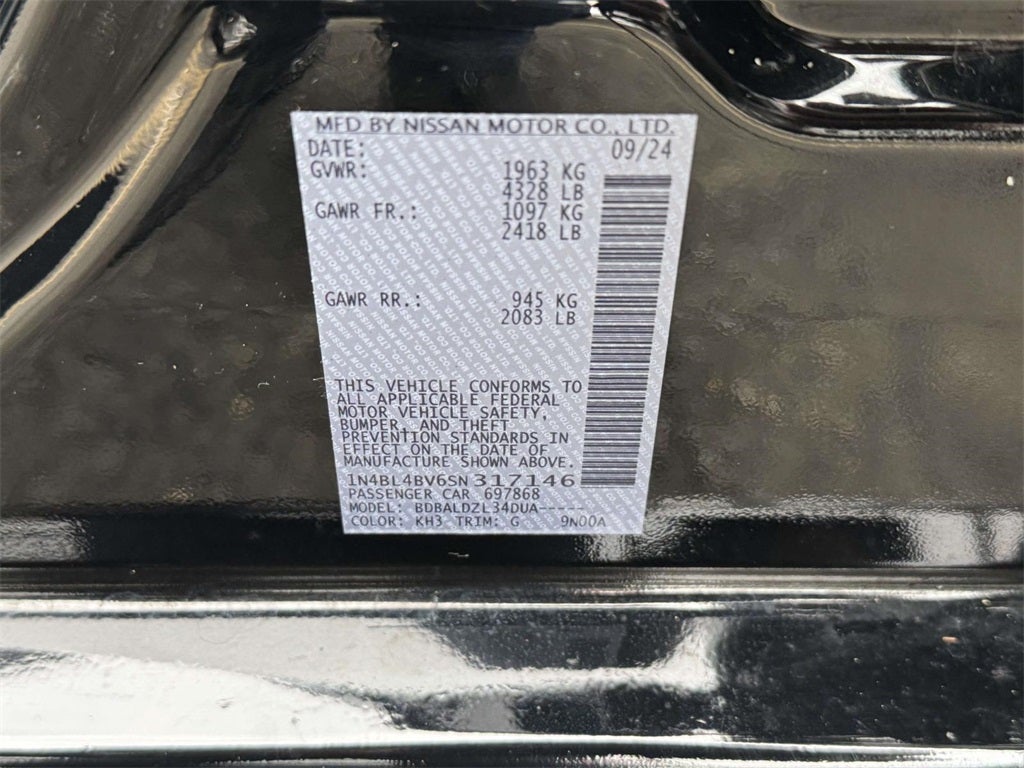 MFD BY NISSAN MOTOR CO., LTD.
DATE: 09/24
GVWR: 1963 KG
4328 LB
GAWR FR.: 1097 KG
2418 LB
GAWR RR.: 945 KG
2083 LB
THIS VEHICLE CONFORMS TO
ALL APPLICABLE FEDERAL
MOTOR VEHICLE SAFETY,
BUMPER, AND THEFT
PREVENTION STANDARDS IN
EFFECT ON THE DATE OF
MANUFACTURE SHOWN ABOVE.
1N4BL4BV6SN317146
PASSENGER CAR 697868
MODEL: BDBALDZL34DUA-----
COLOR: KH3 TRIM: G 9N00A